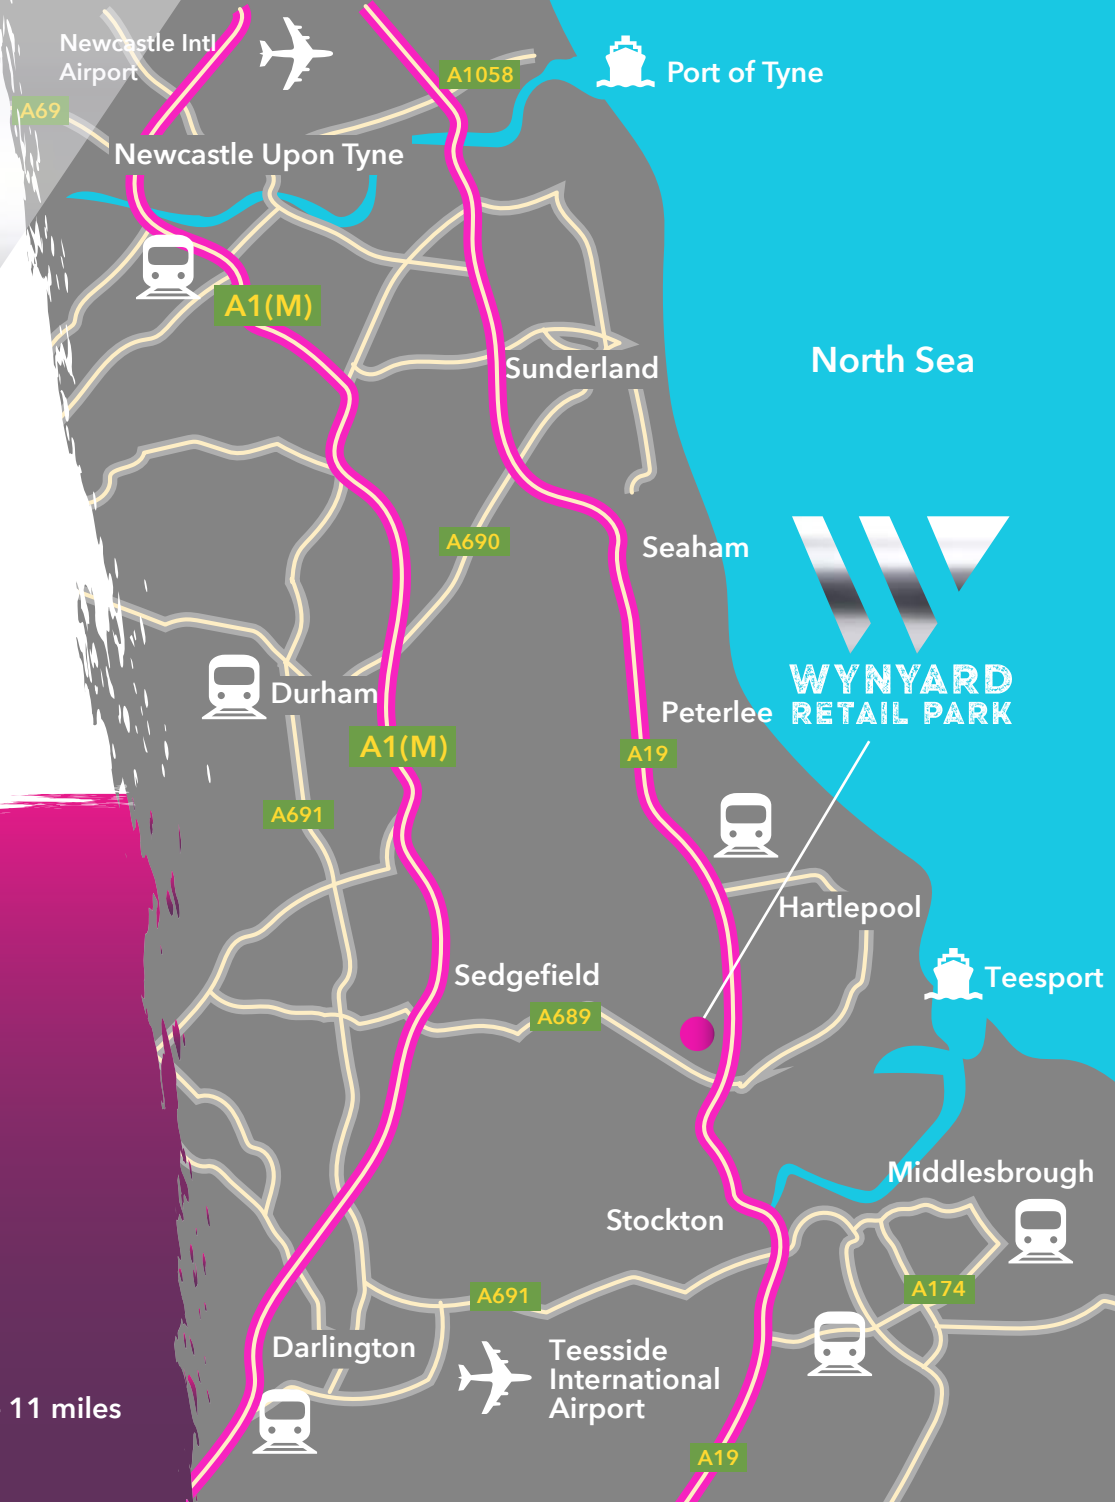 Newcastle Intl
Airport
A1058
Port of Tyne
A69
Newcastle Upon Tyne
A1(M)
North Sea
Sunderland
A690
Seaham
WYNYARD
RETAIL PARK
Durham
Peterlee
A1(M)
A19
A691
Hartlepool
Sedgefield
Teesport
A689
Middlesbrough
Stockton
A174
A691
Darlington
Teesside
International
Airport
11 miles
A19